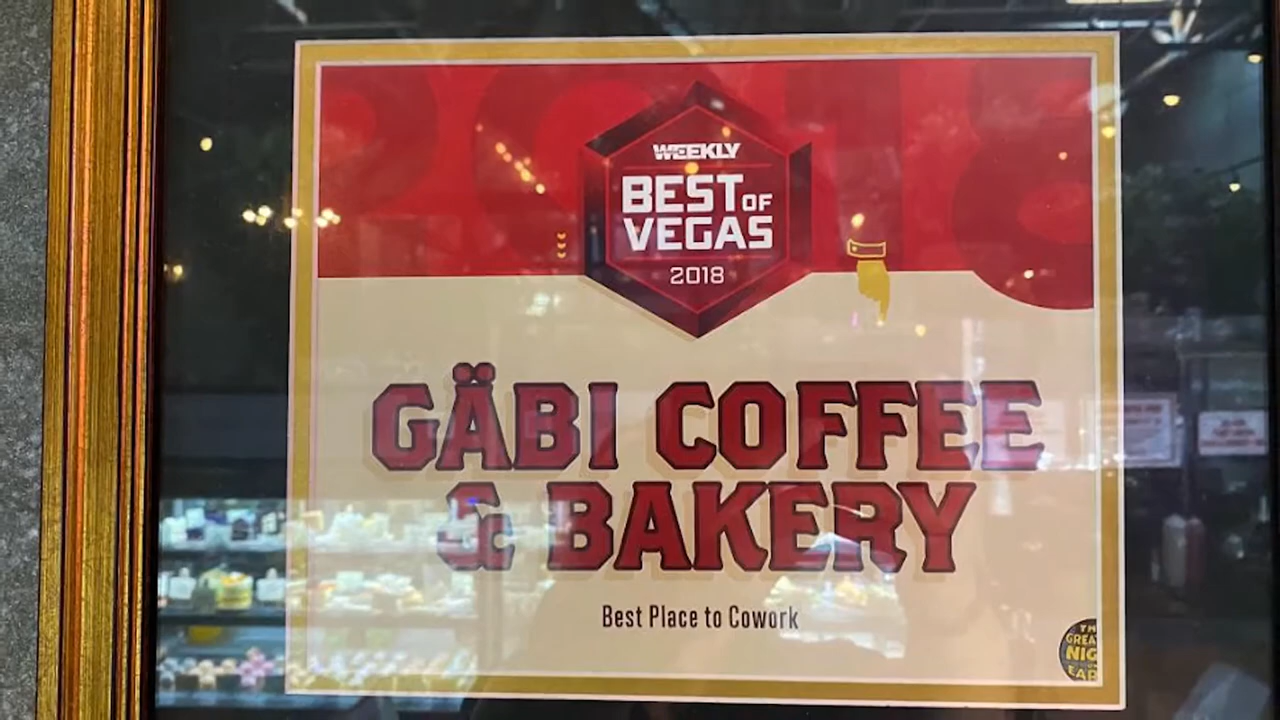 WEEKLY
BEST OF
VEGAS
2018
GÄBI COFFEE
& BAKERY
Best Place to Cowork